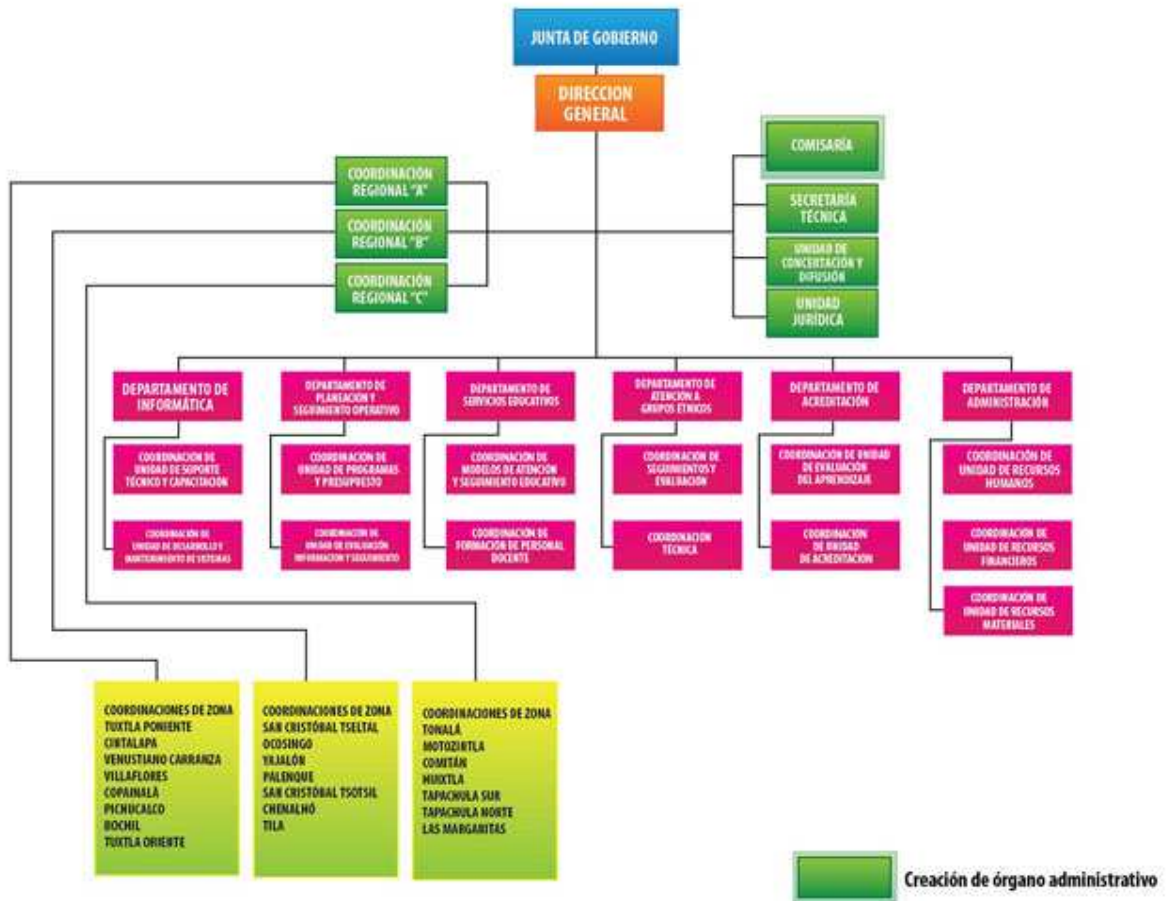 JUNTA DE GOBIERNO
DIRECCION
GENERAL
COMISARÍA
COORDINACIÓN
REGIONAL "A"
SECRETARÍA
TÉCNICA
COORDINACIÓN
REGIONAL "B"
UNIDAD DE
CONCERTACIÓN Y
DIFUSIÓN
COORDINACIÓN
REGIONAL "C"
UNIDAD
JURÍDICA
DEPARTAMENTO DE
INFORMÁTICA
DEPARTAMENTO DE
PLANEACIÓN Y
SEGUIMIENTO OPERATIVO
DEPARTAMENTO DE
SERVICIOS EDUCATIVOS
DEPARTAMENTO DE
ATENCIÓN A
GRUPOS ÉTNICOS
DEPARTAMENTO DE
ACREDITACIÓN
DEPARTAMENTO DE
ADMINISTRACIÓN
COORDINACIÓN DE
UNIDAD DE SOPORTE
TÉCNICO Y CAPACITACIÓN
COORDINACIÓN DE
UNIDAD DE PROGRAMAS
Y PRESUPUESTO
COORDINACIÓN DE
MODELOS DE ATENCIÓN
Y SEGUIMIENTO EDUCATIVO
COORDINACIÓN DE
SEGUIMIENTOS Y
EVALUACIÓN
COORDINACIÓN DE UNIDAD
DE EVALUACIÓN
DEL APRENDIZAJE
COORDINACIÓN DE
UNIDAD DE RECURSOS
HUMANOS
COORDINACIÓN DE
UNIDAD DE DESARROLLO Y
MANTENIMIENTO DE SISTEMAS
COORDINACIÓN DE
UNIDAD DE EVALUACIÓN
INFORMACION Y SEGUIMIENTO
COORDINACIÓN DE
FORMACIÓN DE PERSONAL
DOCENTE
COORDINACIÓN
TÉCNICA
COORDINACIÓN
DE UNIDAD
DE ACREDITACION
COORDINACIÓN DE
UNIDAD DE RECURSOS
FINANCIEROS
COORDINACIÓN DE
UNIDAD DE RECURSOS
MATERIALES
COORDINACIONES DE ZONA
TUXTLA PONIENTE
CINTALAPA
VENUSTIANO CARRANZA
VILLAFLORES
COPAINALÁ
PICHUCALCO
BOCHIL
TUXTLA ORIENTE
COORDINACIONES DE ZONA
SAN CRISTÓBAL TSELTAL
OCOSINGO
YAJALÓN
PALENQUE
SAN CRISTÓBAL TSOTSIL
CHENALHÓ
TILA
COORDINACIONES DE ZONA
TONALÁ
MOTOZINTLA
COMITÁN
HUIXTLA
TAPACHULA SUR
TAPACHULA NORTE
LAS MARGARITAS
Creación de órgano administrativo